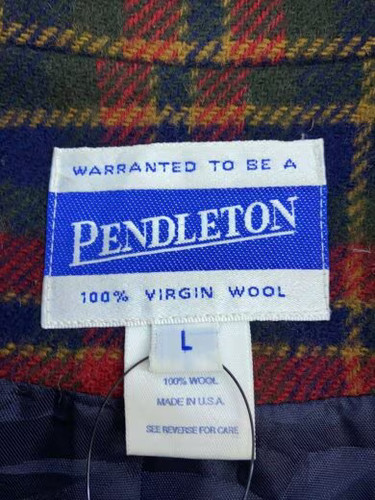 WARRANTED TO BE A
PENDLETON
100% VIRGIN WOOL
L
100% WOOL
MADE IN U.S.A.
SEE REVERSE FOR CARE